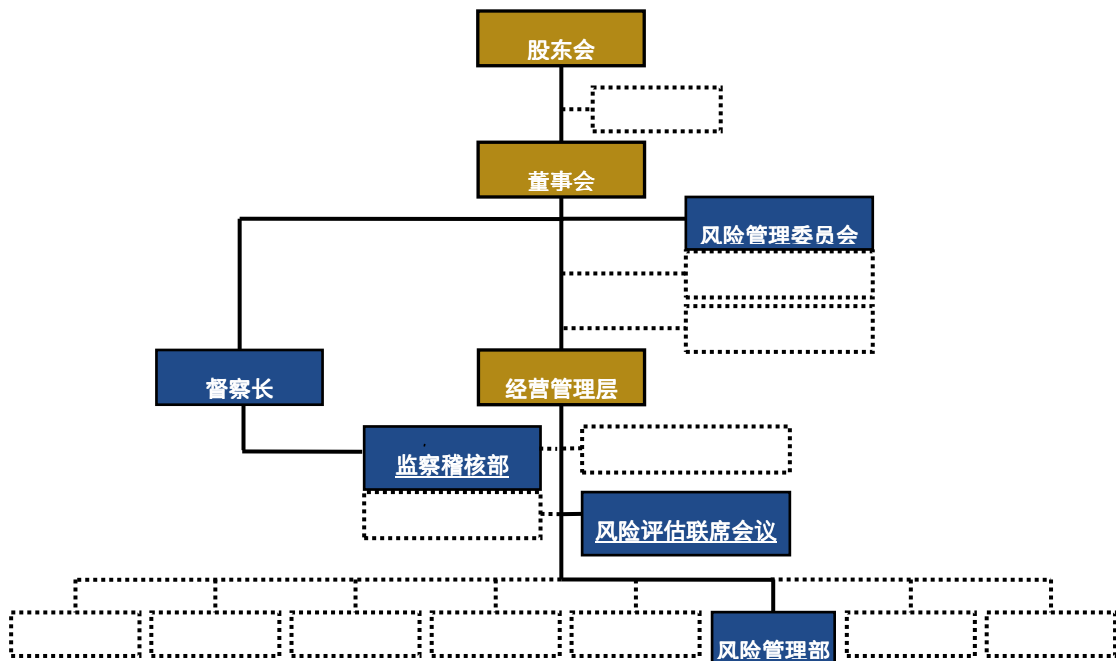 股东会
董事会
风险管理委员会
督察长
经营管理层
监察稽核部
风险评估联席会议
风险管理部